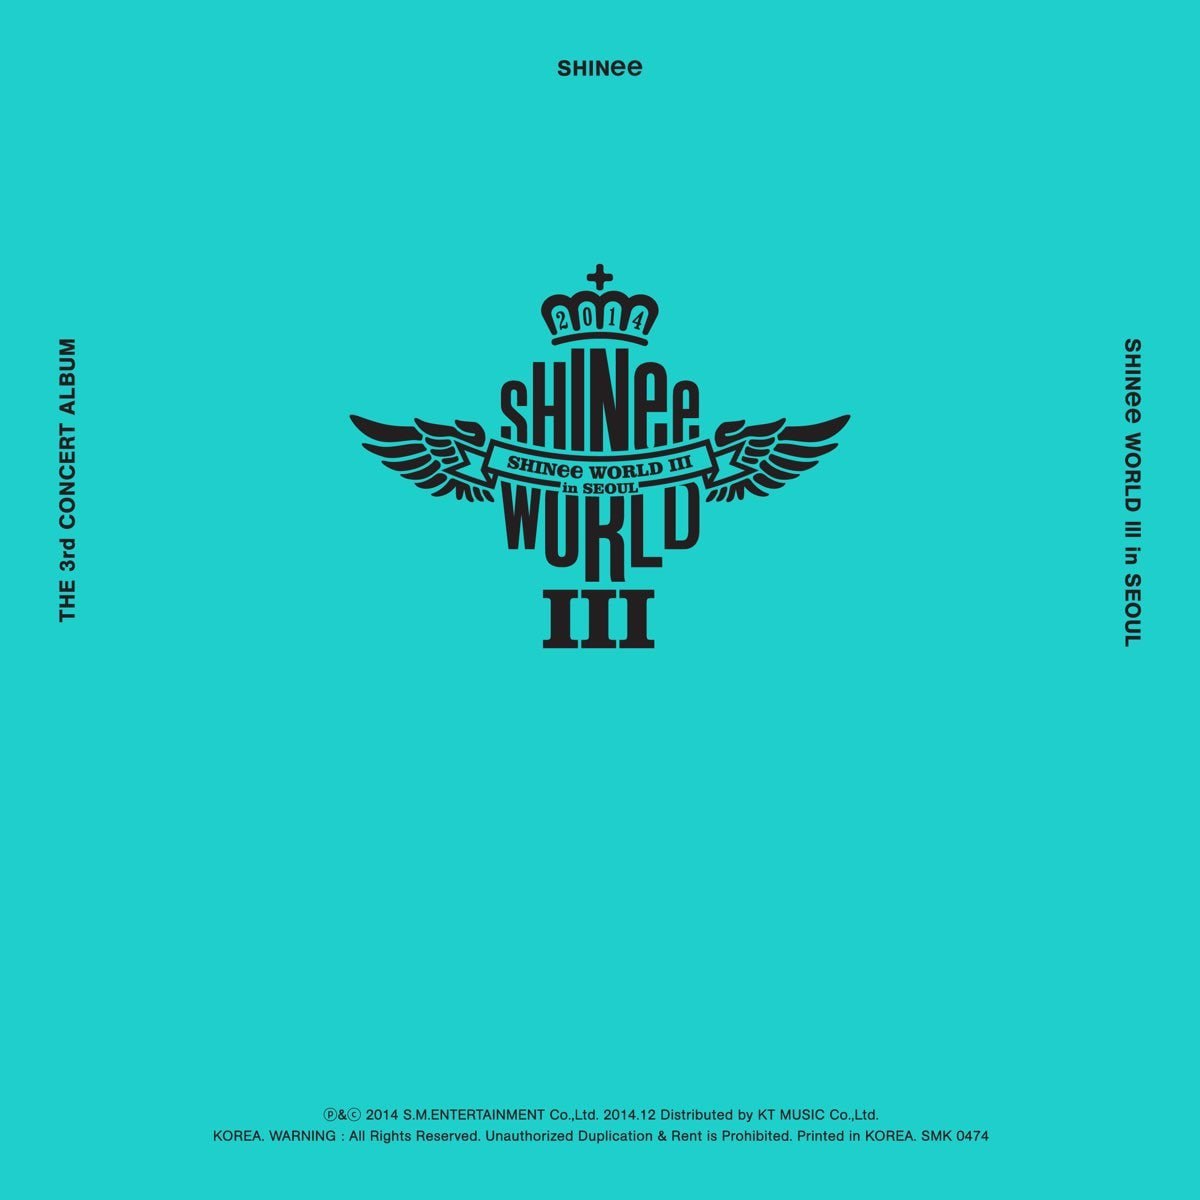 SHINee
THE 3rd CONCERT ALBUM
2014
SHINee
SHINee WORLD III
in SEOUL
WORLD
III
SHINee WORLD III in SEOUL
Ⓟ&ⓒ 2014 S.M.ENTERTAINMENT Co.,Ltd. 2014.12 Distributed by KT MUSIC Co.,Ltd.
KOREA. WARNING : All Rights Reserved. Unauthorized Duplication & Rent is Prohibited. Printed in KOREA. SMK 0474